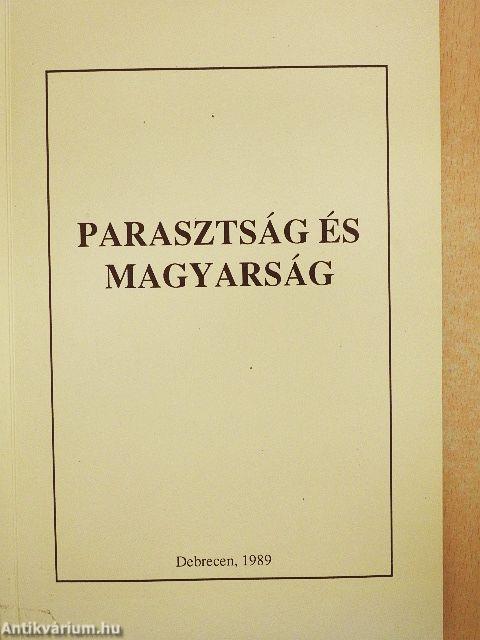 PARASZTSÁG ÉS
MAGYARSÁG
Debrecen, 1989
Antikvárium.hu